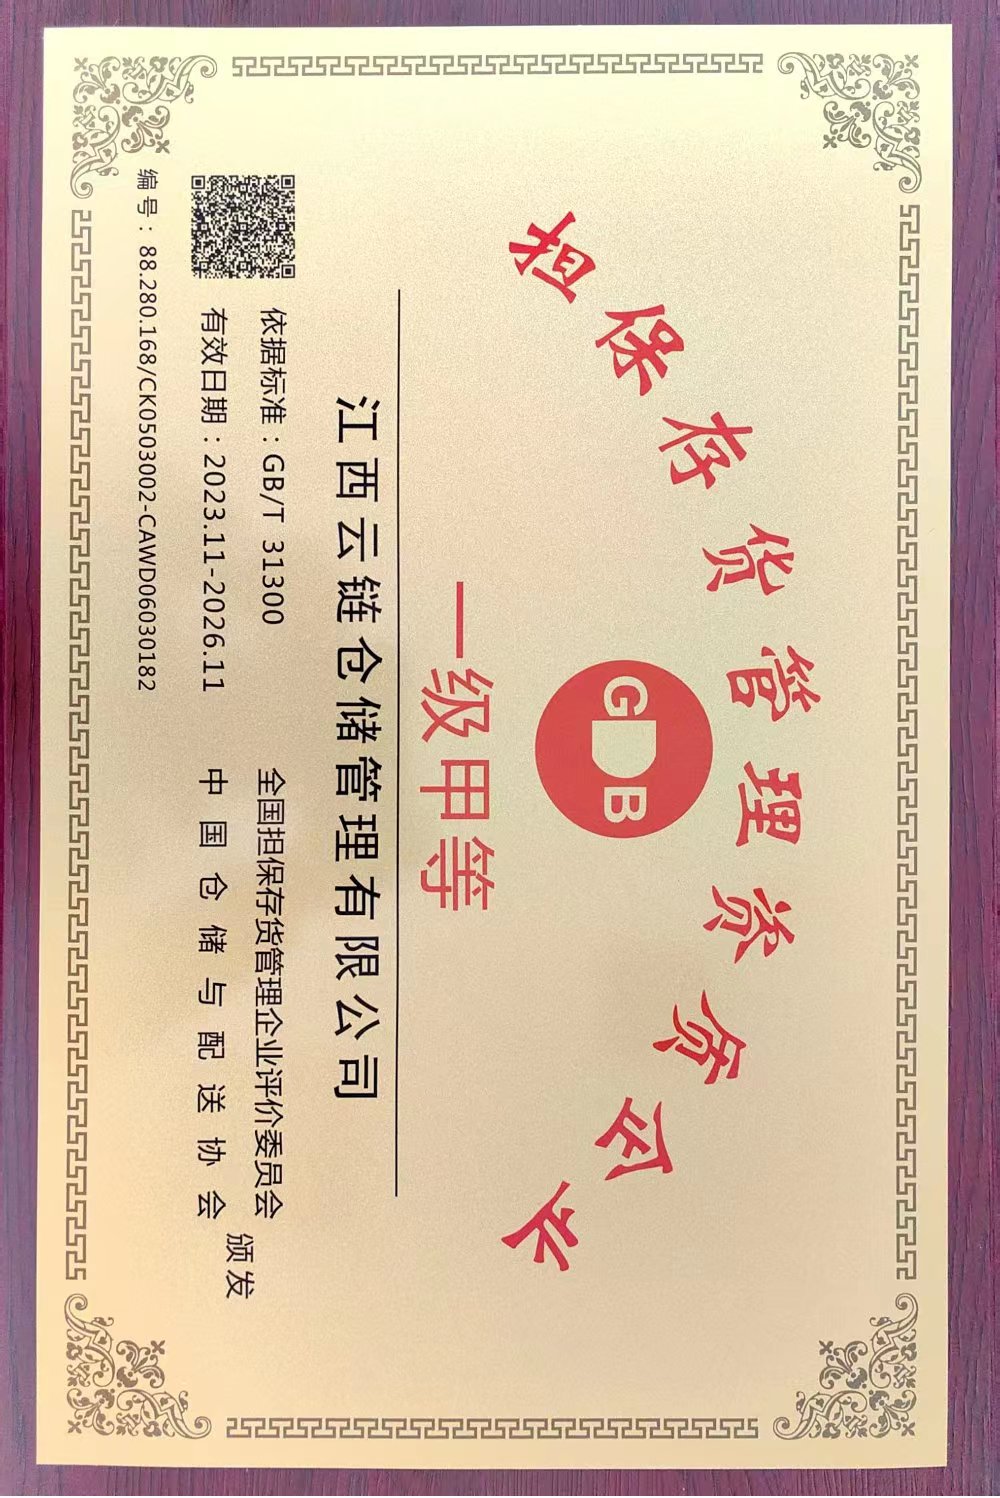 担保存货管理资质企业
GDB
一级甲等
江西云链仓储管理有限公司
依据标准：GB/T 31300
有效日期：2023.11-2026.11
全国担保存货管理企业评价委员会
中国仓储与配送协会
颁发
编号：88.280.168/CK0503002-CAWD06030182